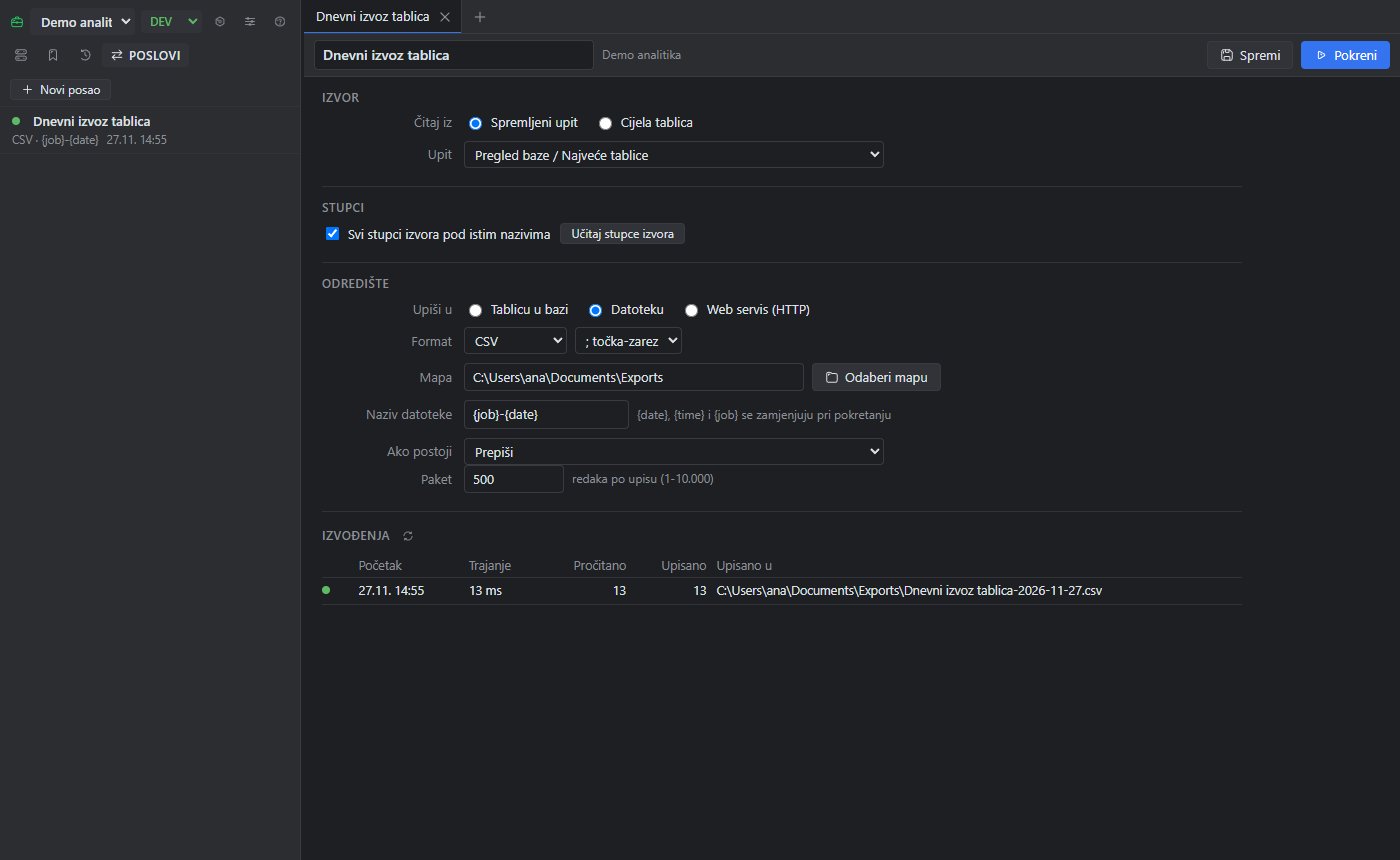 Demo analit DEV
POSLOVI
Novi posao
Dnevni izvoz tablica
CSV · {job}-{date} 27.11. 14:55
Dnevni izvoz tablica
Dnevni izvoz tablica Demo analitika Spremi Pokreni
IZVOR
Čitaj iz Spremljeni upit Cijela tablica
Upit Pregled baze / Najveće tablice
STUPCI
Svi stupci izvora pod istim nazivima Učitaj stupce izvora
ODREDIŠTE
Upiši u Tablicu u bazi Datoteku Web servis (HTTP)
Format CSV ; točka-zarez
Mapa C:\Users\ana\Documents\Exports Odaberi mapu
Naziv datoteke {job}-{date} {date}, {time} i {job} se zamjenjuju pri pokretanju
Ako postoji Prepiši
Paket 500 redaka po upisu (1-10.000)
IZVOĐENJA
Početak Trajanje Pročitano Upisano Upisano u
27.11. 14:55 13 ms 13 13 C:\Users\ana\Documents\Exports\Dnevni izvoz tablica-2026-11-27.csv